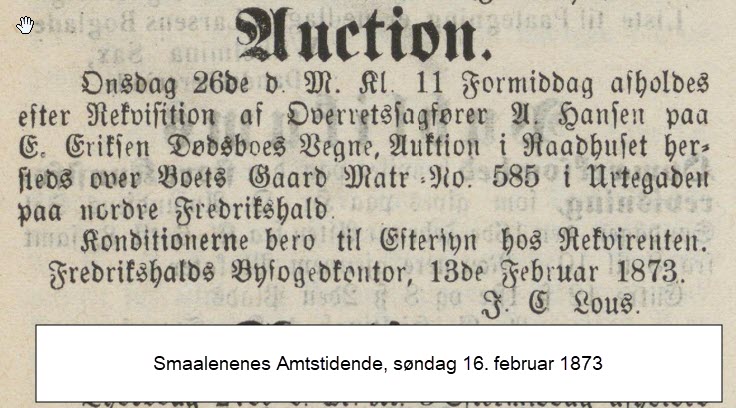 Auction.
Onsdag 26de d. M. Kl. 11 Formiddag afholdes
efter Rekvisition af Overretssagfører A. Hansen paa
E. Eriksen Dødsboes Vegne, Auktion i Raadhuset her-
steds over Boets Gaard Matr.-No. 585 i Urtegaden
paa nordre Fredrikshald.
Konditionerne bero til Eftersyn hos Rekvirenten.
Fredrikshalds Byfogedkontor, 13de Februar 1873.
J. C Lous.
Smaalenenes Amtstidende, søndag 16. februar 1873